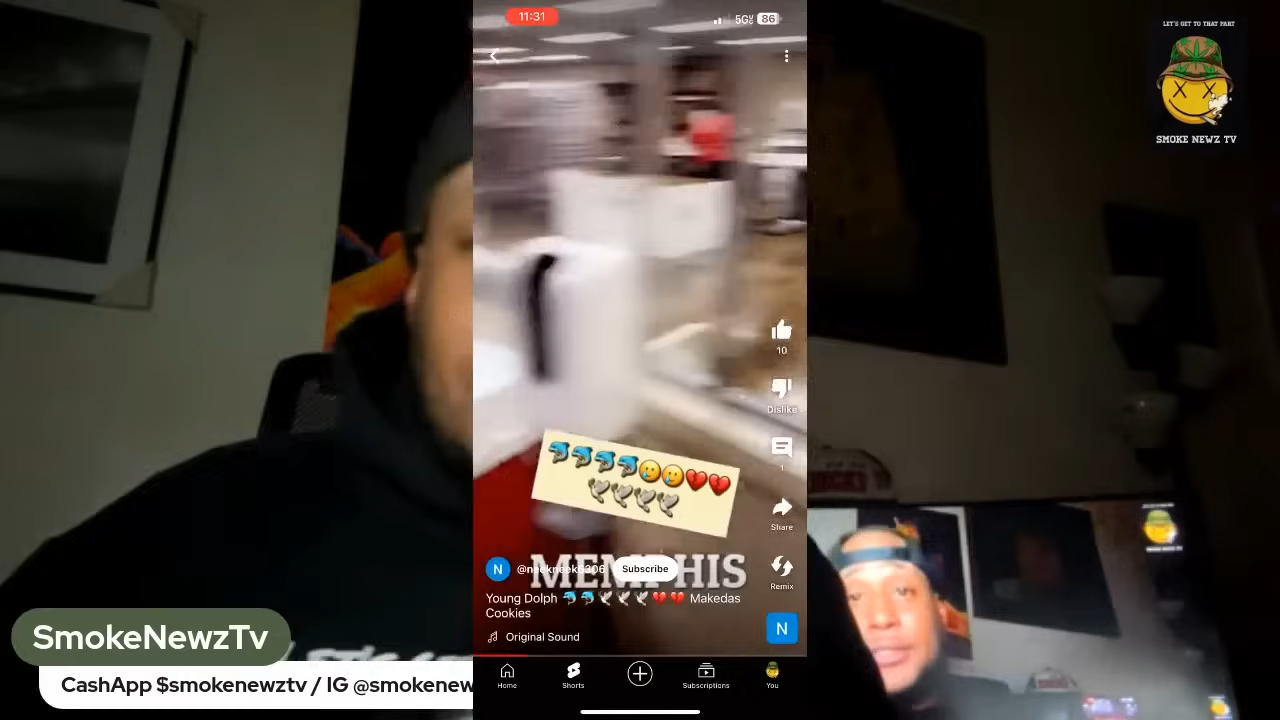 11:31
5G
86
LET'S GET TO THAT PART
SMOKE NEWZ TV
10
Dislike
1
Share
MEMPHIS
Subscribe
Remix
Young Dolph 🐬🐬🕊🕊🕊💔💔 Makedas
Cookies
N
N
Original Sound
Home
Shorts
Subscriptions
You
SmokeNewzTv
CashApp $smokenewztv / IG @smokenew